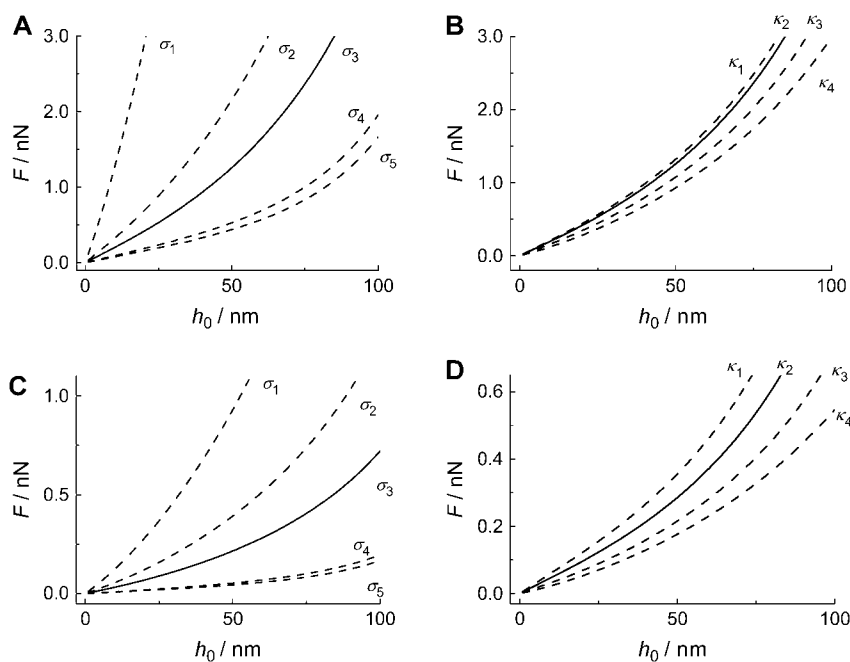 A
3.0
2.0
1.0
0.0
F / nN
0
50
100
h₀ / nm
σ₁
σ₂
σ₃
σ₄
σ₅
B
3.0
2.0
1.0
0.0
F / nN
0
50
100
h₀ / nm
κ₁
κ₂
κ₃
κ₄
C
1.0
0.5
0.0
F / nN
0
50
100
h₀ / nm
σ₁
σ₂
σ₃
σ₄
σ₅
D
0.6
0.4
0.2
0.0
F / nN
0
50
100
h₀ / nm
κ₁
κ₂
κ₃
κ₄